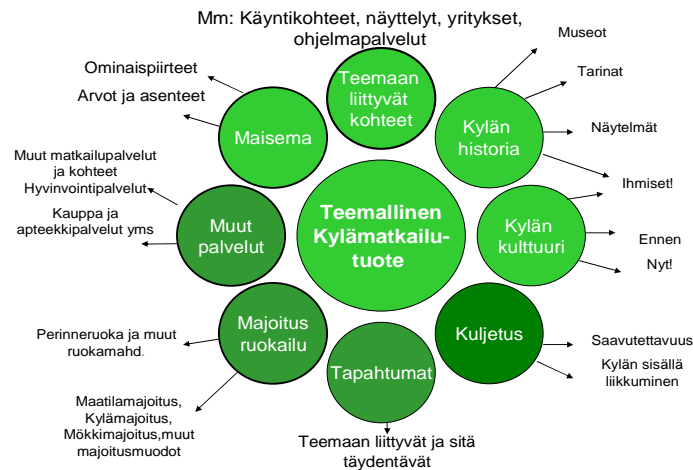 Mm: Käyntikohteet, näyttelyt, yritykset,
ohjelmapalvelut
Teemaan
liittyvät
kohteet
Museot
Tarinat
Näytelmät
Ihmiset!
Kylän
historia
Ominaispiirteet
Arvot ja asenteet
Maisema
Muut matkailupalvelut
ja kohteet
Hyvinvointipalvelut
Kauppa ja
apteekkipalvelut yms
Muut
palvelut
Teemallinen
Kylämatkailu-
tuote
Kylän
kulttuuri
Ennen
Nyt!
Majoitus
ruokailu
Perinneruoka ja muut
ruokamahd.
Maatilamajoitus,
Kylämajoitus,
Mökkimajoitus,muut
majoitusmuodot
Tapahtumat
Teemaan liittyvät ja sitä
täydentävät
Kuljetus
Saavutettavuus
Kylän sisällä
liikkuminen